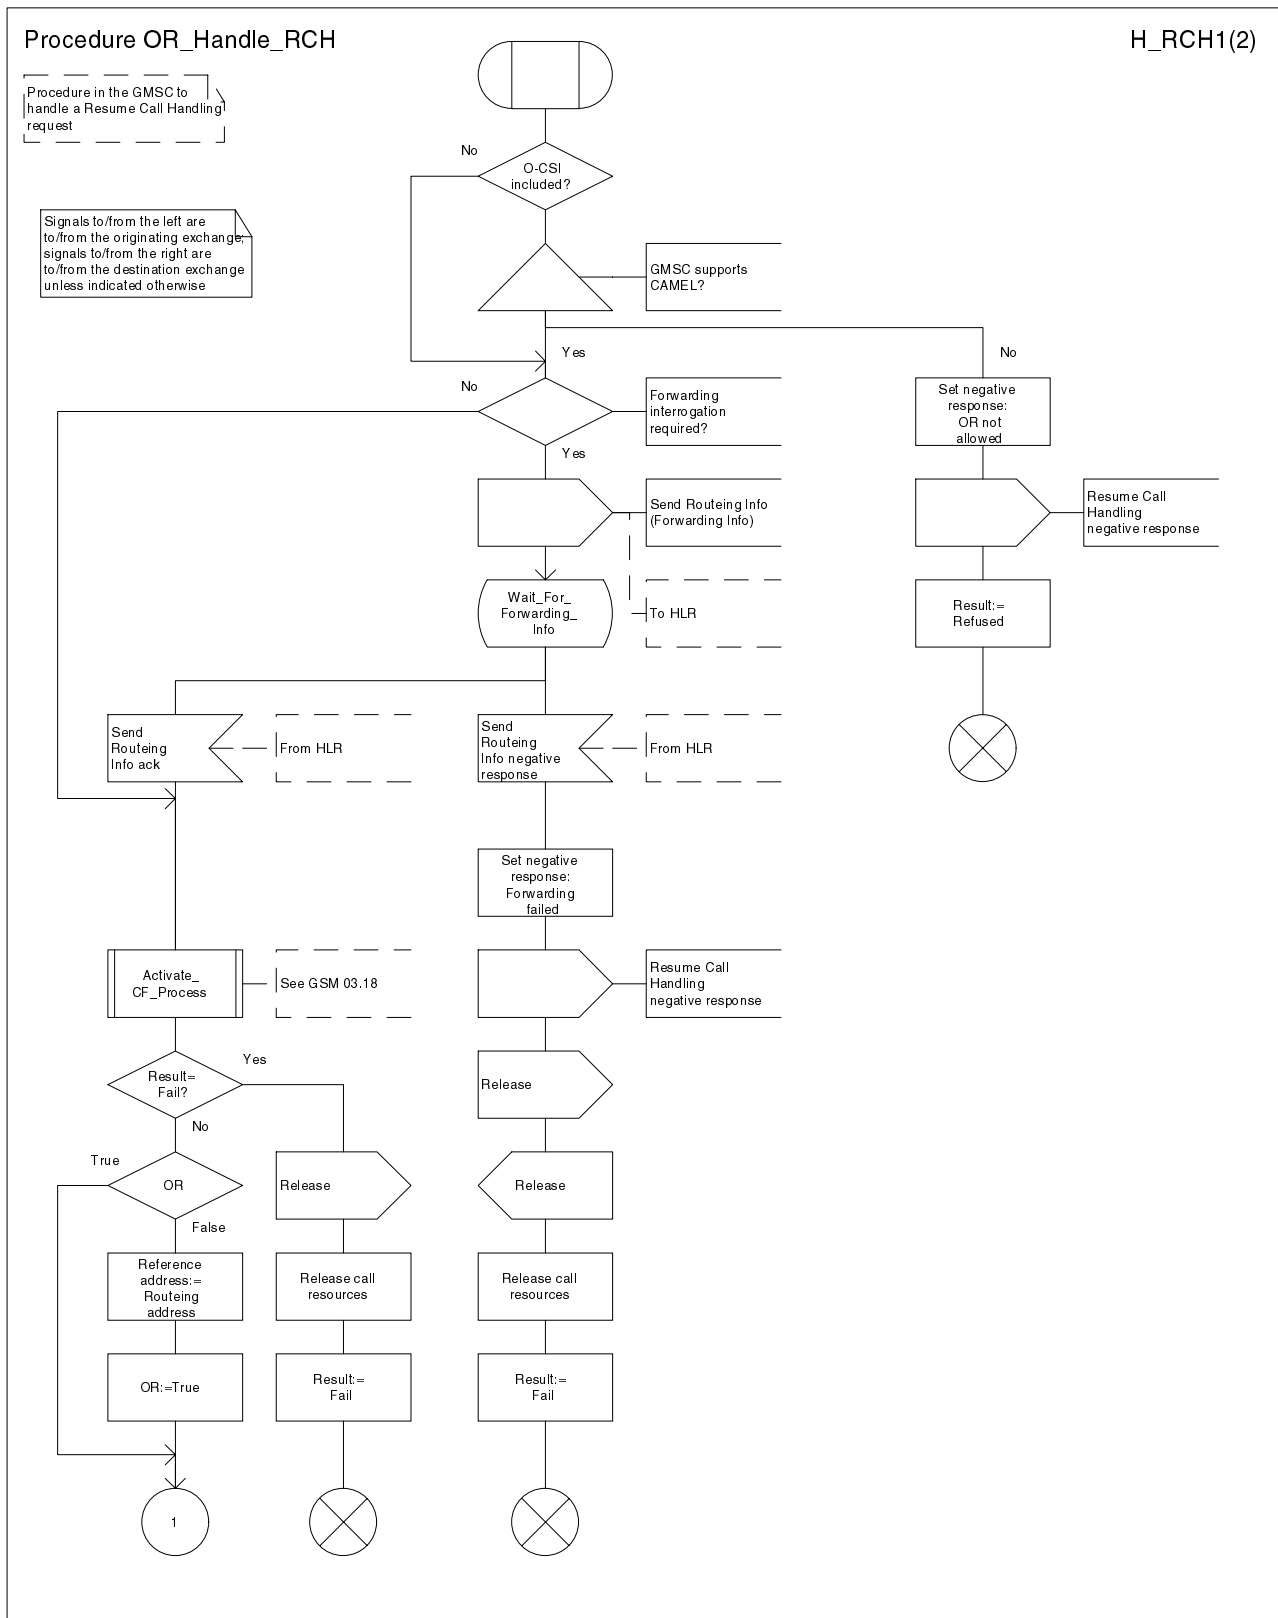 Procedure OR_Handle_RCH
H_RCH1(2)
Procedure in the GMSC to
handle a Resume Call Handling
request
Signals to/from the left are
to/from the originating exchange;
signals to/from the right are
to/from the destination exchange
unless indicated otherwise
No
O-CSI
included?
GMSC supports
CAMEL?
Yes
No
No
Forwarding
interrogation
required?
Set negative
response:
OR not
allowed
Yes
Send Routeing Info
(Forwarding Info)
Resume Call
Handling
negative response
Wait_For_
Forwarding_
Info
To HLR
Result:=
Refused
Send
Routeing
Info ack
From HLR
Send
Routeing
Info negative
response
From HLR
Set negative
response:
Forwarding
failed
Activate_
CF_Process
See GSM 03.18
Resume Call
Handling
negative response
Result=
Fail?
Yes
Release
No
True
OR
Release
Release
False
Reference
address:=
Routeing
address
Release call
resources
Release call
resources
OR:=True
Result:=
Fail
Result:=
Fail
1